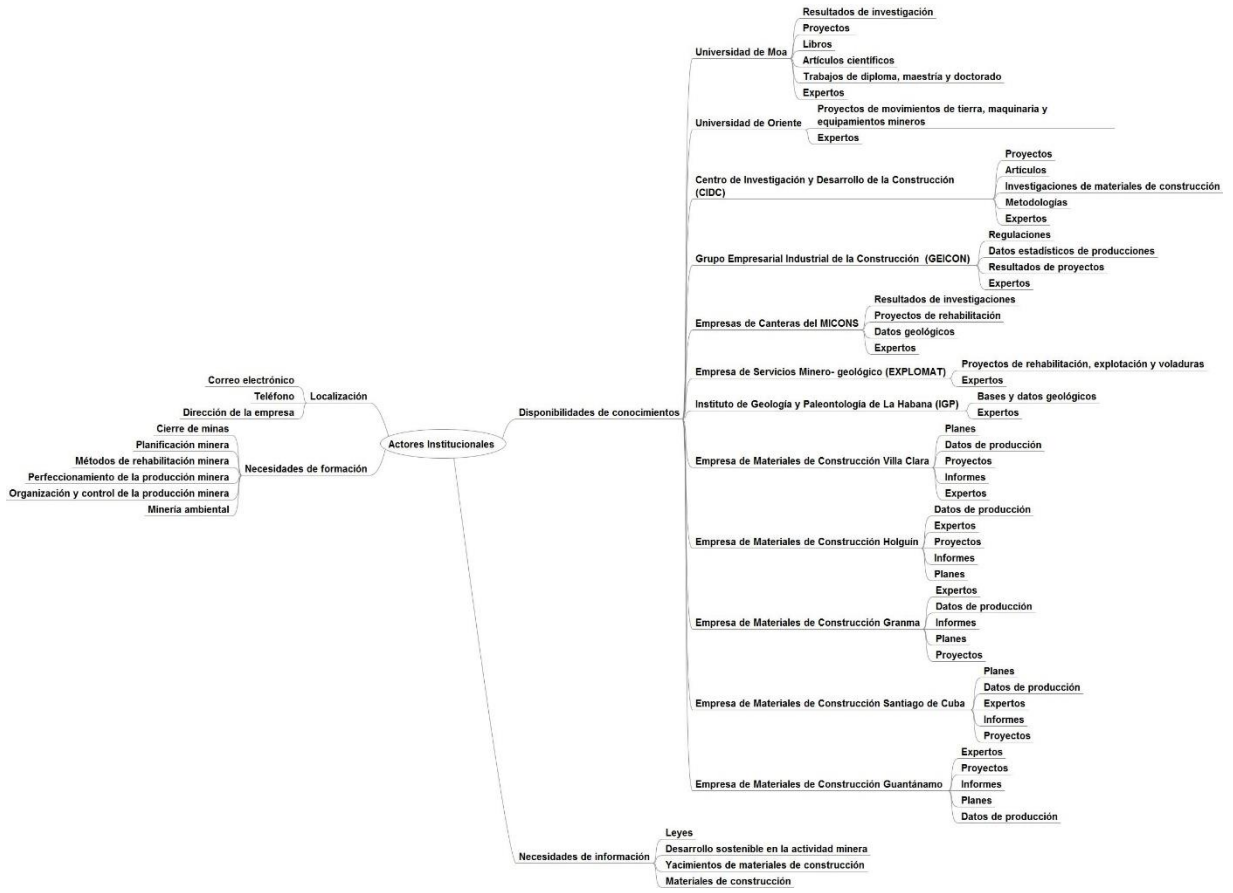 Actores Institucionales
Localización
Correo electrónico
Teléfono
Dirección de la empresa
Necesidades de formación
Cierre de minas
Planificación minera
Métodos de rehabilitación minera
Perfeccionamiento de la producción minera
Organización y control de la producción minera
Minería ambiental
Disponibilidades de conocimientos
Universidad de Moa
Resultados de investigación
Proyectos
Libros
Artículos científicos
Trabajos de diploma, maestría y doctorado
Expertos
Universidad de Oriente
Proyectos de movimientos de tierra, maquinaria y
equipamientos mineros
Expertos
Centro de Investigación y Desarrollo de la Construcción
(CIDC)
Proyectos
Artículos
Investigaciones de materiales de construcción
Metodologías
Expertos
Grupo Empresarial Industrial de la Construcción (GEICON)
Regulaciones
Datos estadísticos de producciones
Resultados de proyectos
Expertos
Empresas de Canteras del MICONS
Resultados de investigaciones
Proyectos de rehabilitación
Datos geológicos
Expertos
Empresa de Servicios Minero- geológico (EXPLOMAT)
Proyectos de rehabilitación, explotación y voladuras
Expertos
Instituto de Geología y Paleontología de La Habana (IGP)
Bases y datos geológicos
Expertos
Empresa de Materiales de Construcción Villa Clara
Planes
Datos de producción
Proyectos
Informes
Expertos
Empresa de Materiales de Construcción Holguín
Datos de producción
Expertos
Proyectos
Informes
Planes
Empresa de Materiales de Construcción Granma
Expertos
Datos de producción
Informes
Planes
Proyectos
Empresa de Materiales de Construcción Santiago de Cuba
Planes
Datos de producción
Expertos
Informes
Proyectos
Empresa de Materiales de Construcción Guantánamo
Expertos
Proyectos
Informes
Planes
Datos de producción
Necesidades de información
Leyes
Desarrollo sostenible en la actividad minera
Yacimientos de materiales de construcción
Materiales de construcción